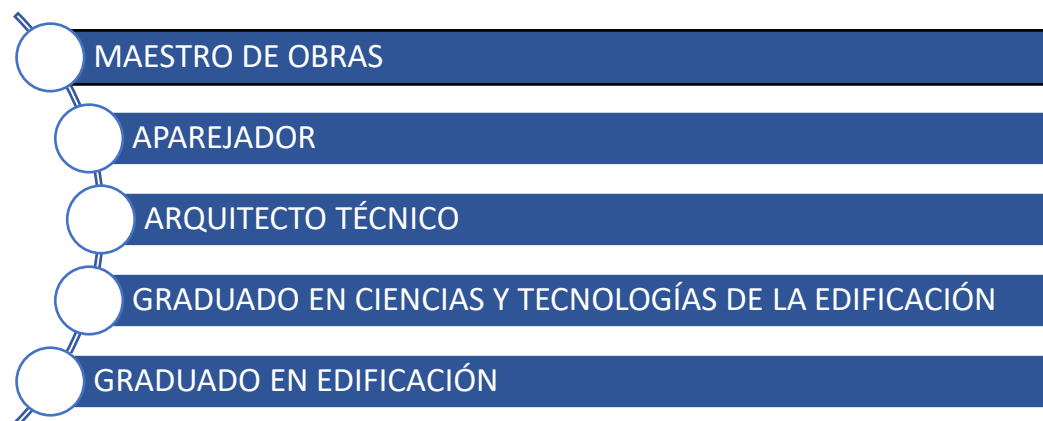 MAESTRO DE OBRAS
APAREJADOR
ARQUITECTO TÉCNICO
GRADUADO EN CIENCIAS Y TECNOLOGÍAS DE LA EDIFICACIÓN
GRADUADO EN EDIFICACIÓN